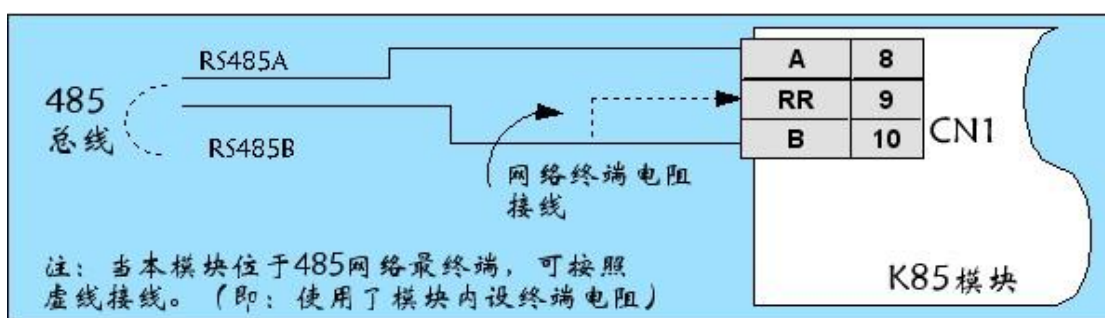 RS485A
485
总线
RS485B
A 8
RR 9
B 10
CN1
网络终端电阻
接线
注：当本模块位于485网络最终端，可按照
虚线接线。（即：使用了模块内设终端电阻）
K85模块